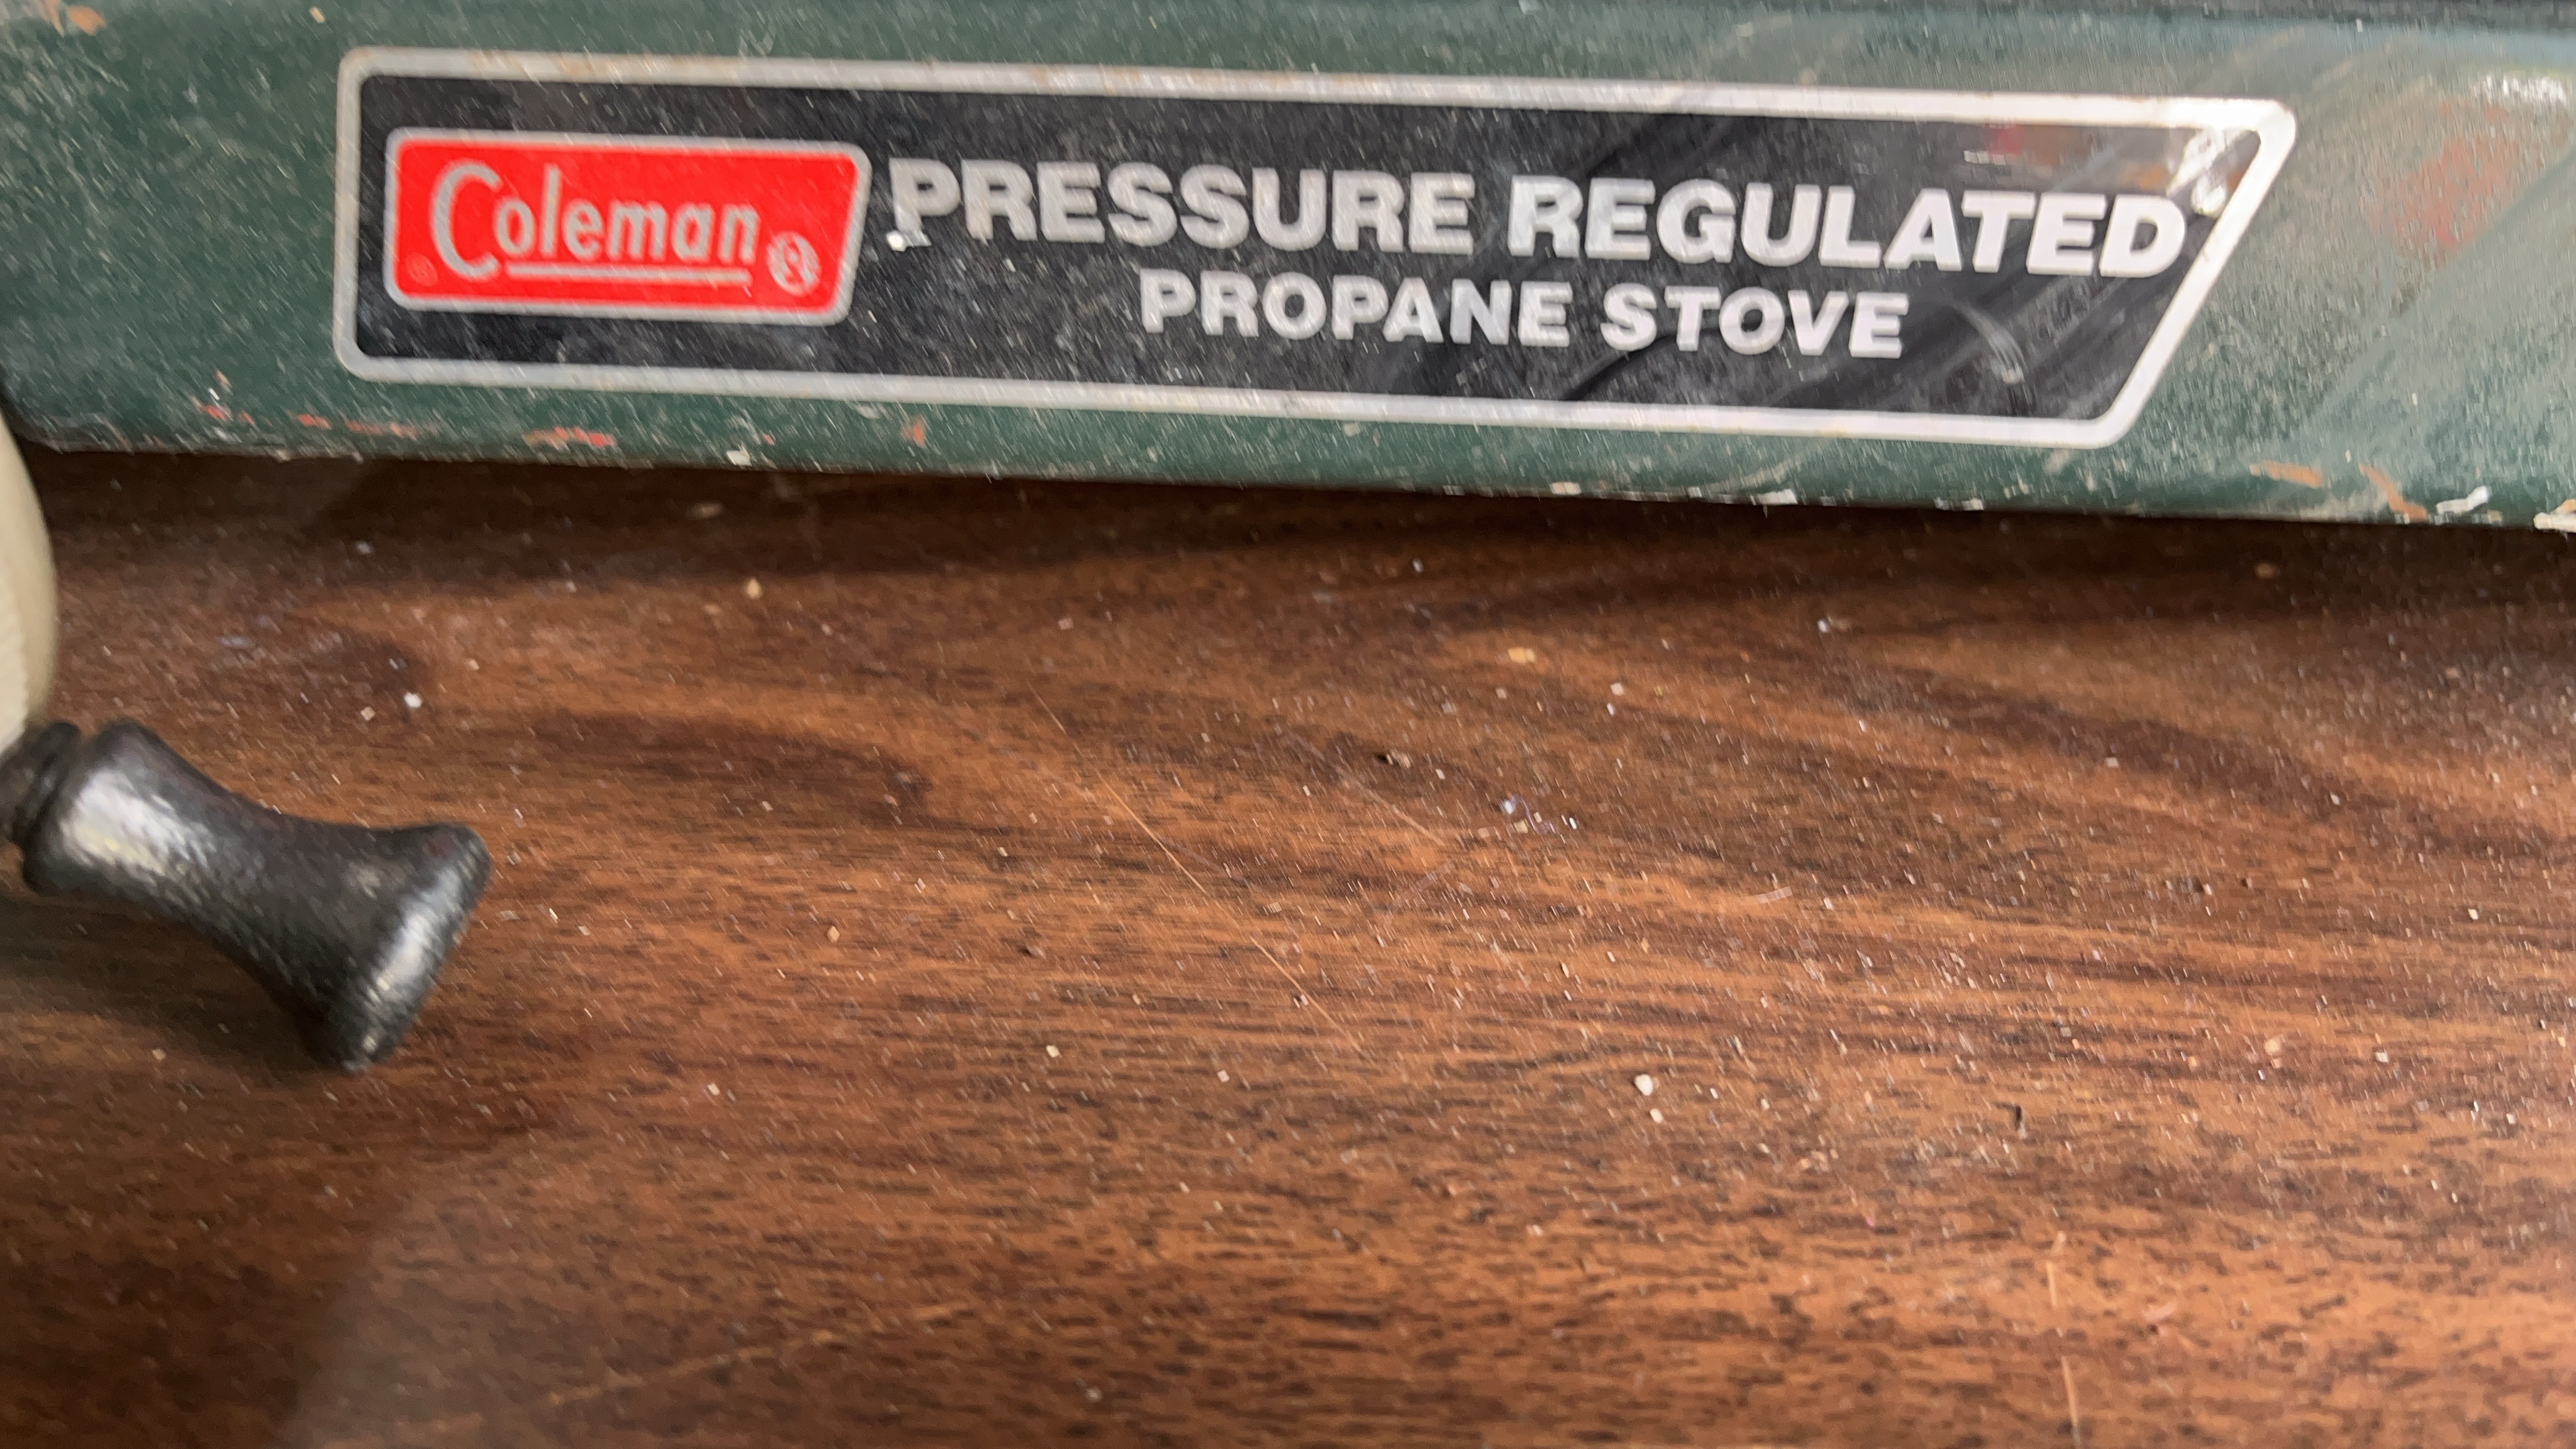 Coleman®
PRESSURE REGULATED
PROPANE STOVE